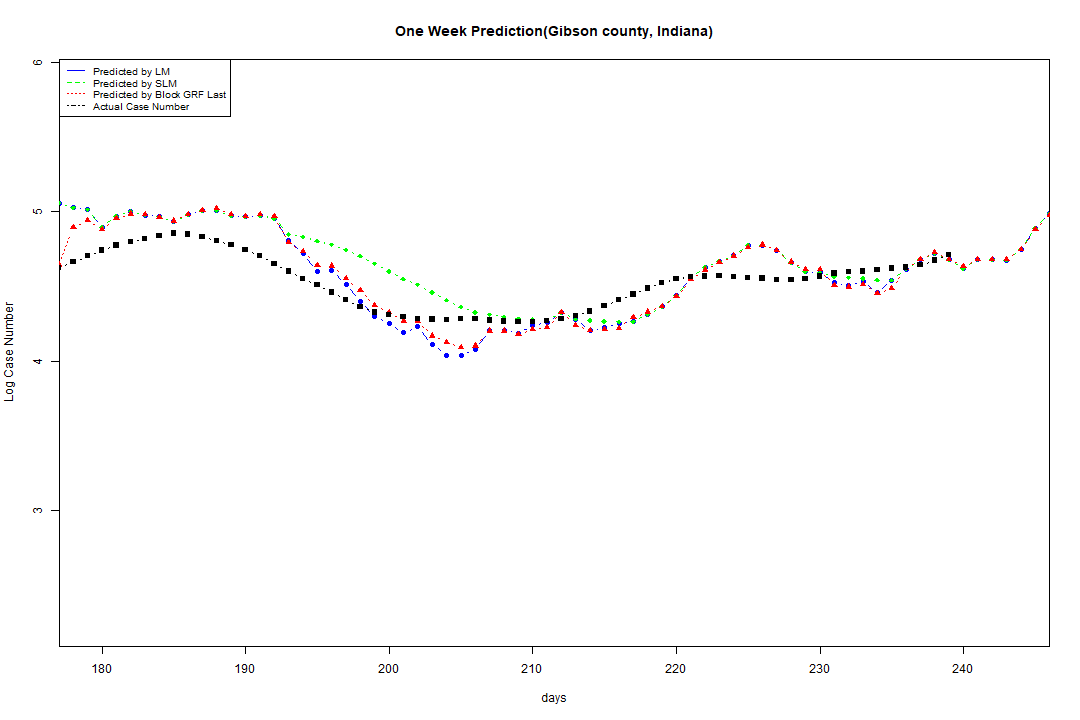 One Week Prediction(Gibson county, Indiana)
Predicted by LM
Predicted by SLM
Predicted by Block GRF Last
Actual Case Number
6
5
4
3
Log Case Number
180 190 200 210 220 230 240
days